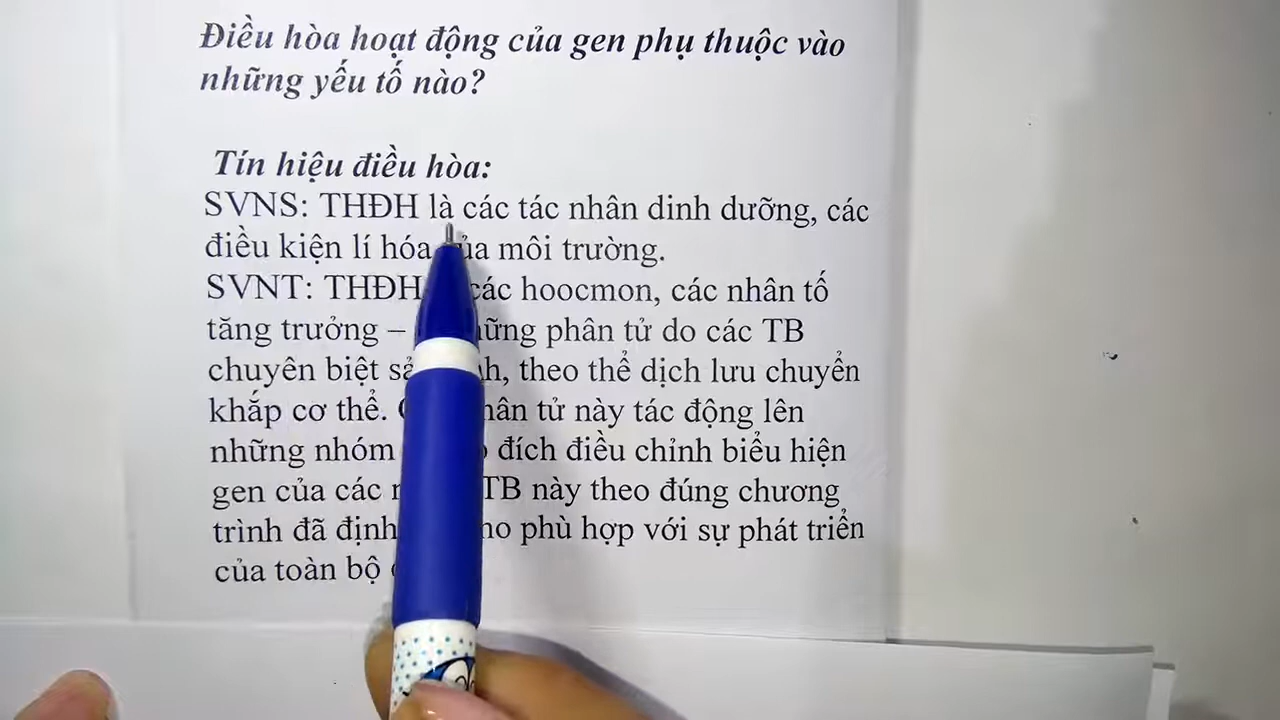 Điều hòa hoạt động của gen phụ thuộc vào
những yếu tố nào?
Tín hiệu điều hòa:
SVNS: THĐH là các tác nhân dinh dưỡng, các
điều kiện lí hóa của môi trường.
SVNT: THĐH các hoocmon, các nhân tố
tăng trưởng – những phân tử do các TB
chuyên biệt theo thể dịch lưu chuyển
khắp cơ thể. phân tử này tác động lên
những nhóm đích điều chỉnh biểu hiện
gen của các TB này theo đúng chương
trình đã định phù hợp với sự phát triển
của toàn bộ